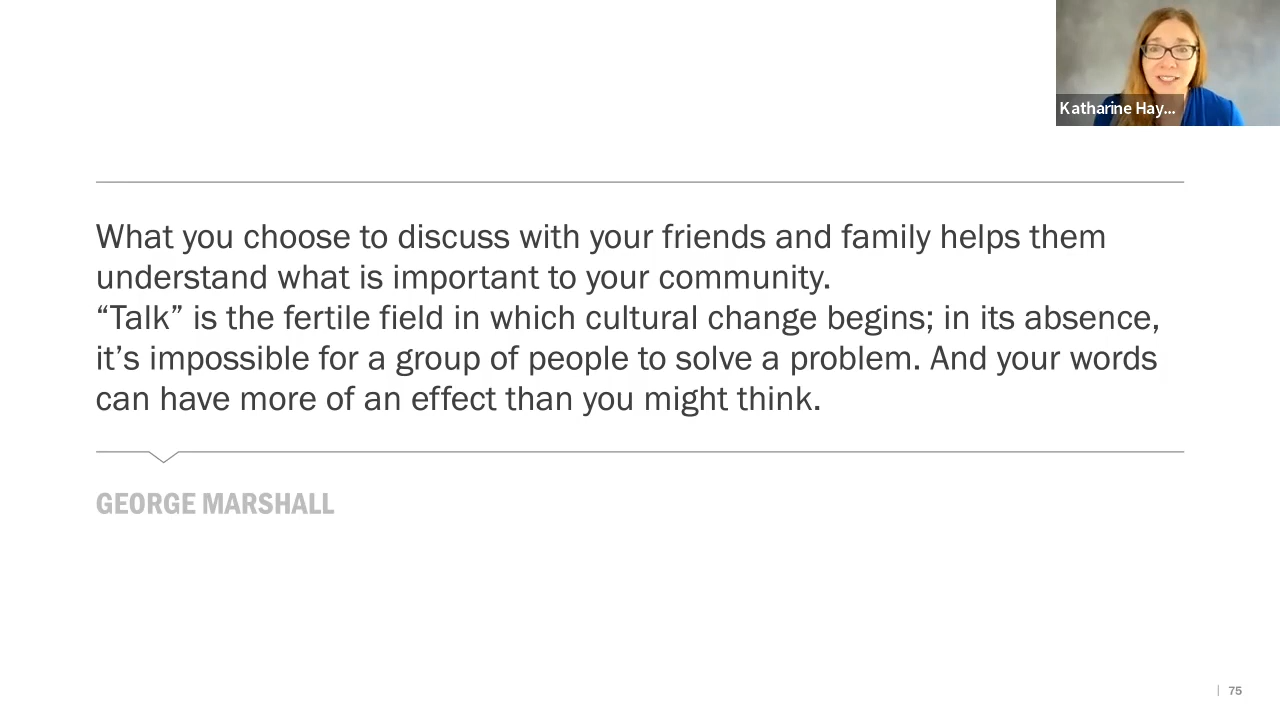 Katharine Hay...
What you choose to discuss with your friends and family helps them
understand what is important to your community.
“Talk” is the fertile field in which cultural change begins; in its absence,
it’s impossible for a group of people to solve a problem. And your words
can have more of an effect than you might think.
GEORGE MARSHALL
75